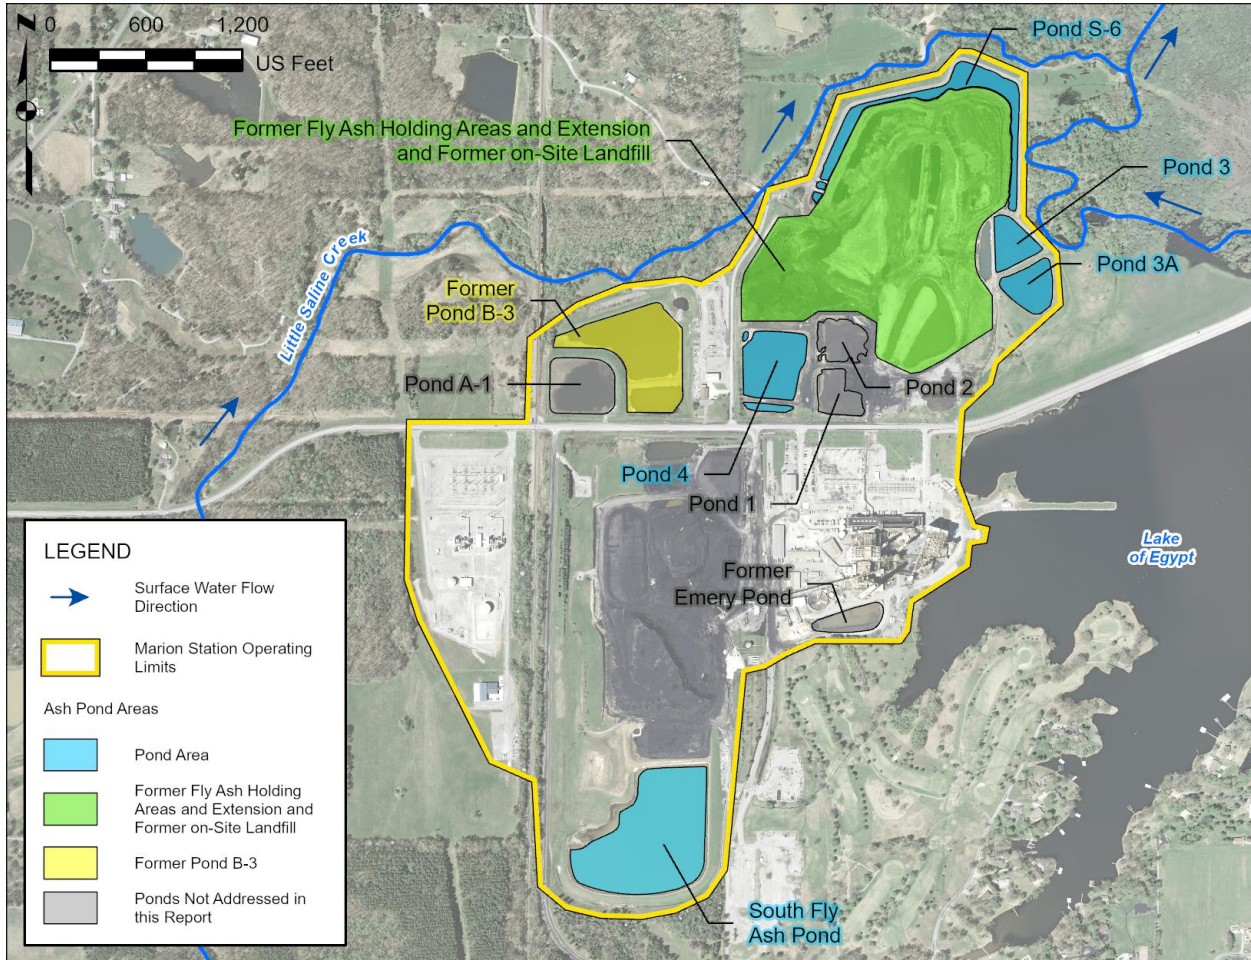 N
0 600 1,200
US Feet
Pond S-6
Former Fly Ash Holding Areas and Extension
and Former on-Site Landfill
Pond 3
Pond 3A
Little Saline Creek
Former
Pond B-3
Pond A-1
Pond 2
Pond 4
Pond 1
Lake
of Egypt
Former
Emery Pond
South Fly
Ash Pond
LEGEND
Surface Water Flow
Direction
Marion Station Operating
Limits
Ash Pond Areas
Pond Area
Former Fly Ash Holding
Areas and Extension and
Former on-Site Landfill
Former Pond B-3
Ponds Not Addressed in
this Report